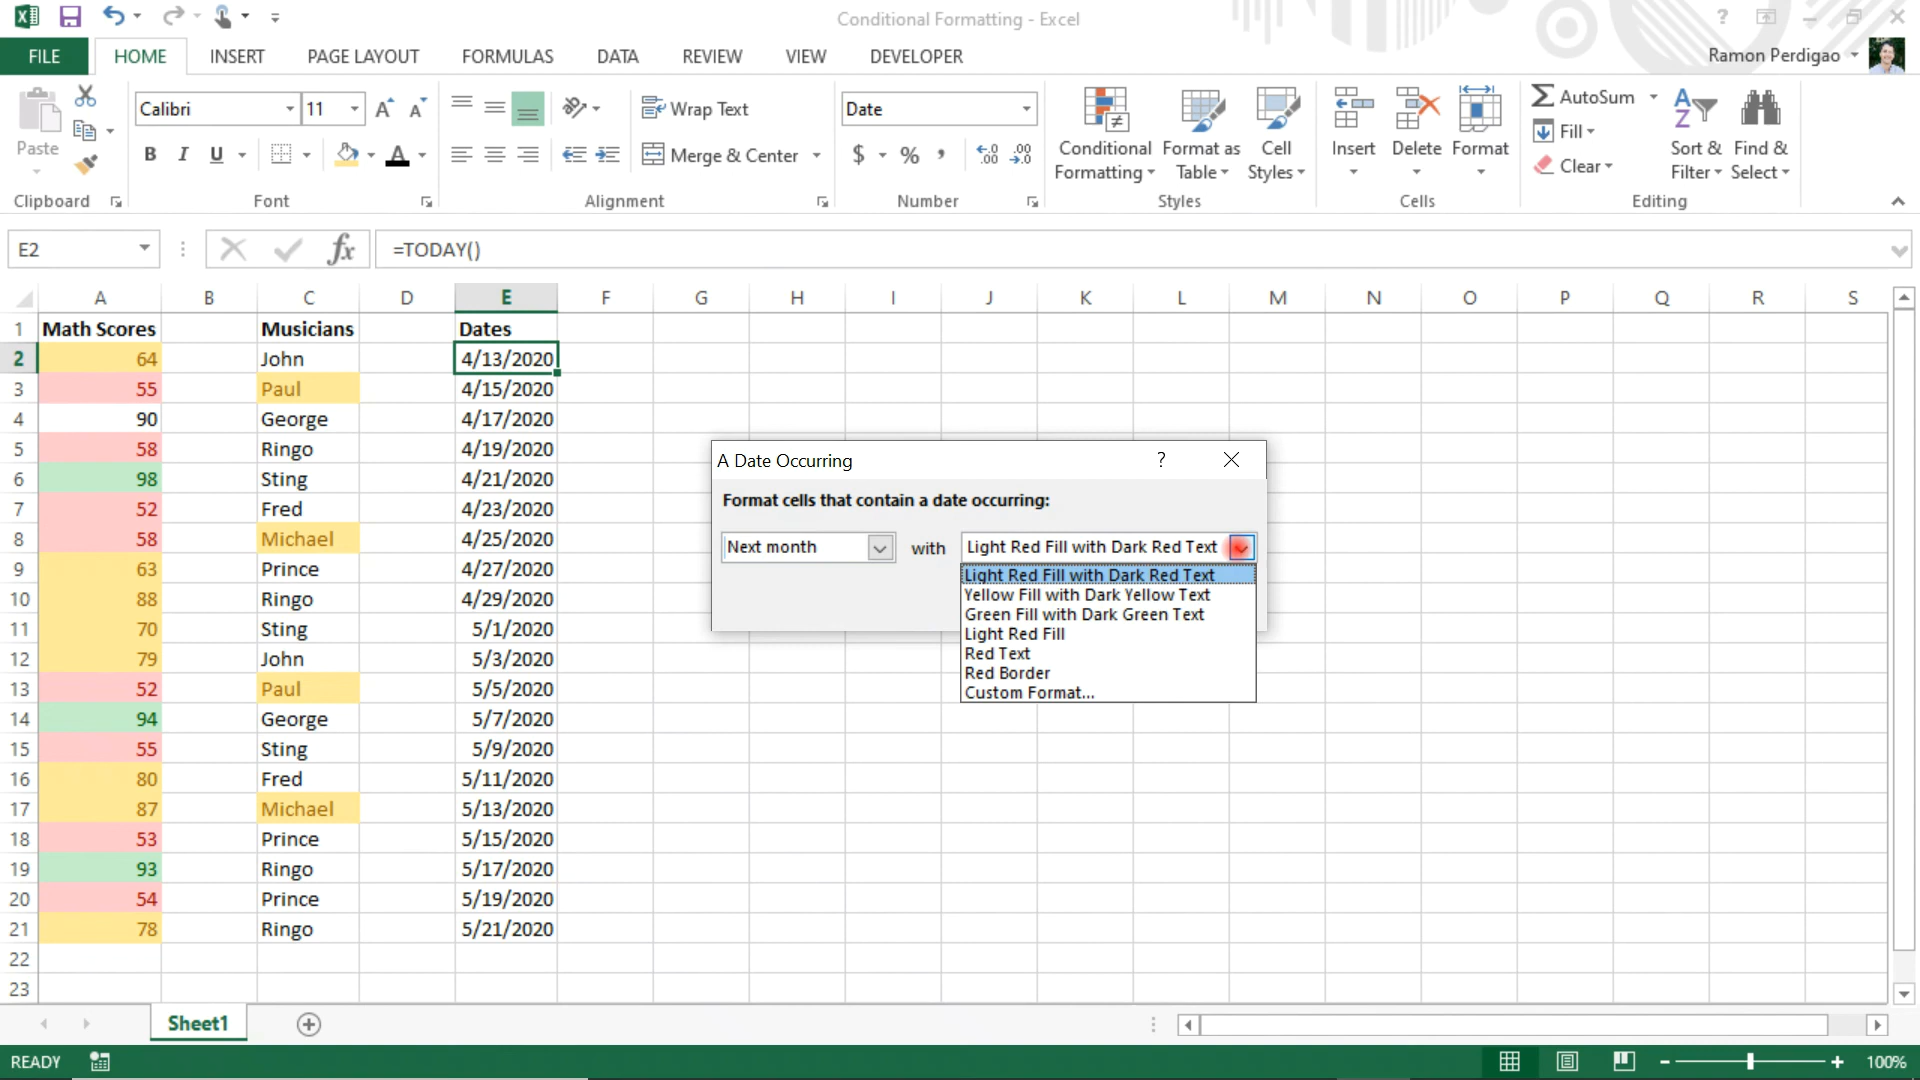 Conditional Formatting - Excel
?
FILE HOME INSERT PAGE LAYOUT FORMULAS DATA REVIEW VIEW DEVELOPER
Ramon Perdigao
Paste
Clipboard
Calibri 11
B I U A
Font
Wrap Text
Merge & Center
Alignment
Date
$ % ,
Number
Conditional Formatting
Format as Table
Cell Styles
Styles
Insert Delete Format
Cells
AutoSum
Fill
Clear
Sort & Filter
Find & Select
Editing
E2 fx =TODAY()
A B C D E F G H I J K L M N O P Q R S
1 Math Scores Musicians Dates
2 64 John 4/13/2020
3 55 Paul 4/15/2020
4 90 George 4/17/2020
5 58 Ringo 4/19/2020
6 98 Sting 4/21/2020
7 52 Fred 4/23/2020
8 58 Michael 4/25/2020
9 63 Prince 4/27/2020
10 88 Ringo 4/29/2020
11 70 Sting 5/1/2020
12 79 John 5/3/2020
13 52 Paul 5/5/2020
14 94 George 5/7/2020
15 55 Sting 5/9/2020
16 80 Fred 5/11/2020
17 87 Michael 5/13/2020
18 53 Prince 5/15/2020
19 93 Ringo 5/17/2020
20 54 Prince 5/19/2020
21 78 Ringo 5/21/2020
22
23
A Date Occurring ?
Format cells that contain a date occurring:
Next month with Light Red Fill with Dark Red Text
Light Red Fill with Dark Red Text
Yellow Fill with Dark Yellow Text
Green Fill with Dark Green Text
Light Red Fill
Red Text
Red Border
Custom Format...
Sheet1
READY
100%